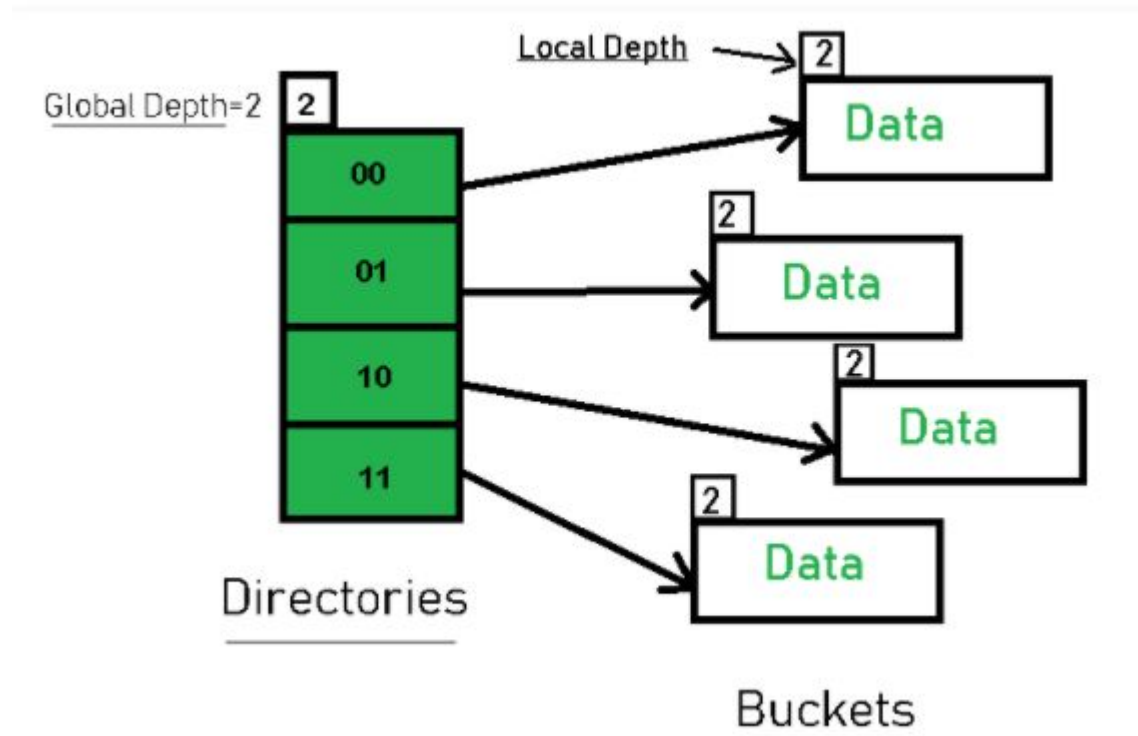 Local Depth
2
Data
Global Depth=2
2
00
01
10
11
2
Data
2
Data
2
Data
Directories
Buckets